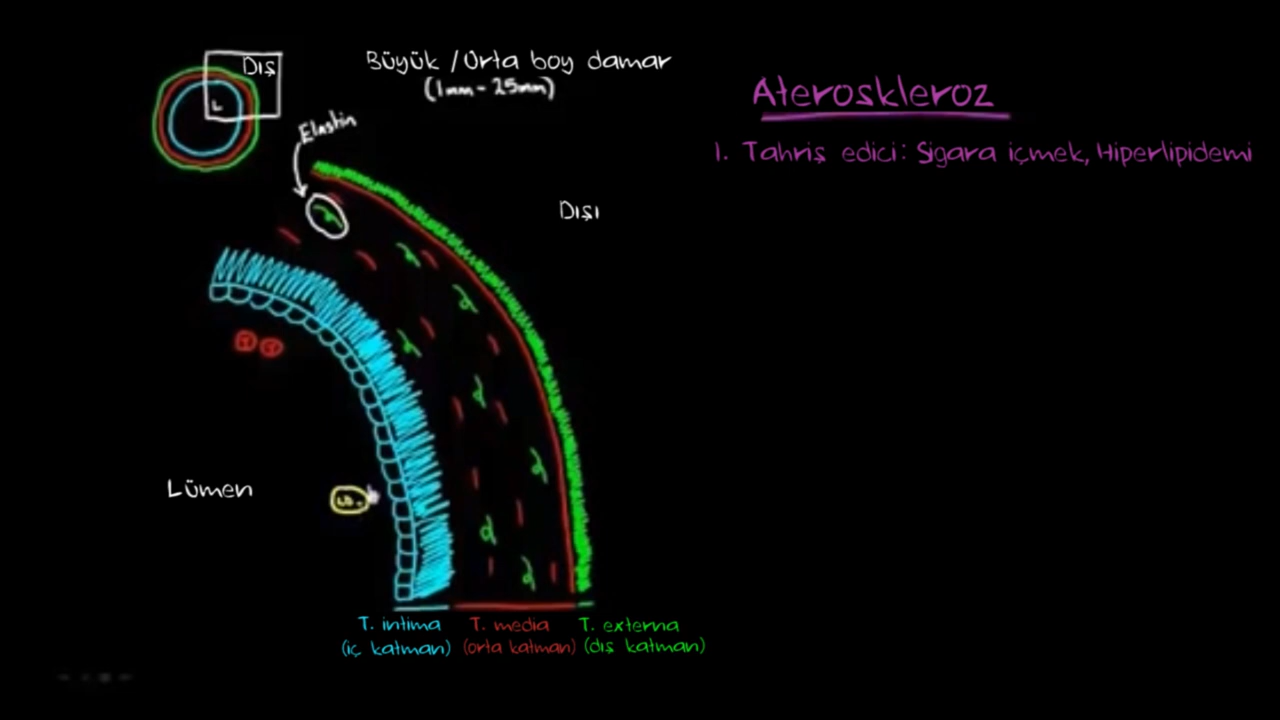 Dış
L
Büyük / Orta boy damar
(1mm - 25mm)
Elastin
Ateroskleroz
1. Tahriş edici: Sigara içmek, Hiperlipidemi
Dışı
Lümen
T. intima
(iç katman)
T. media
(orta katman)
T. externa
(dış katman)